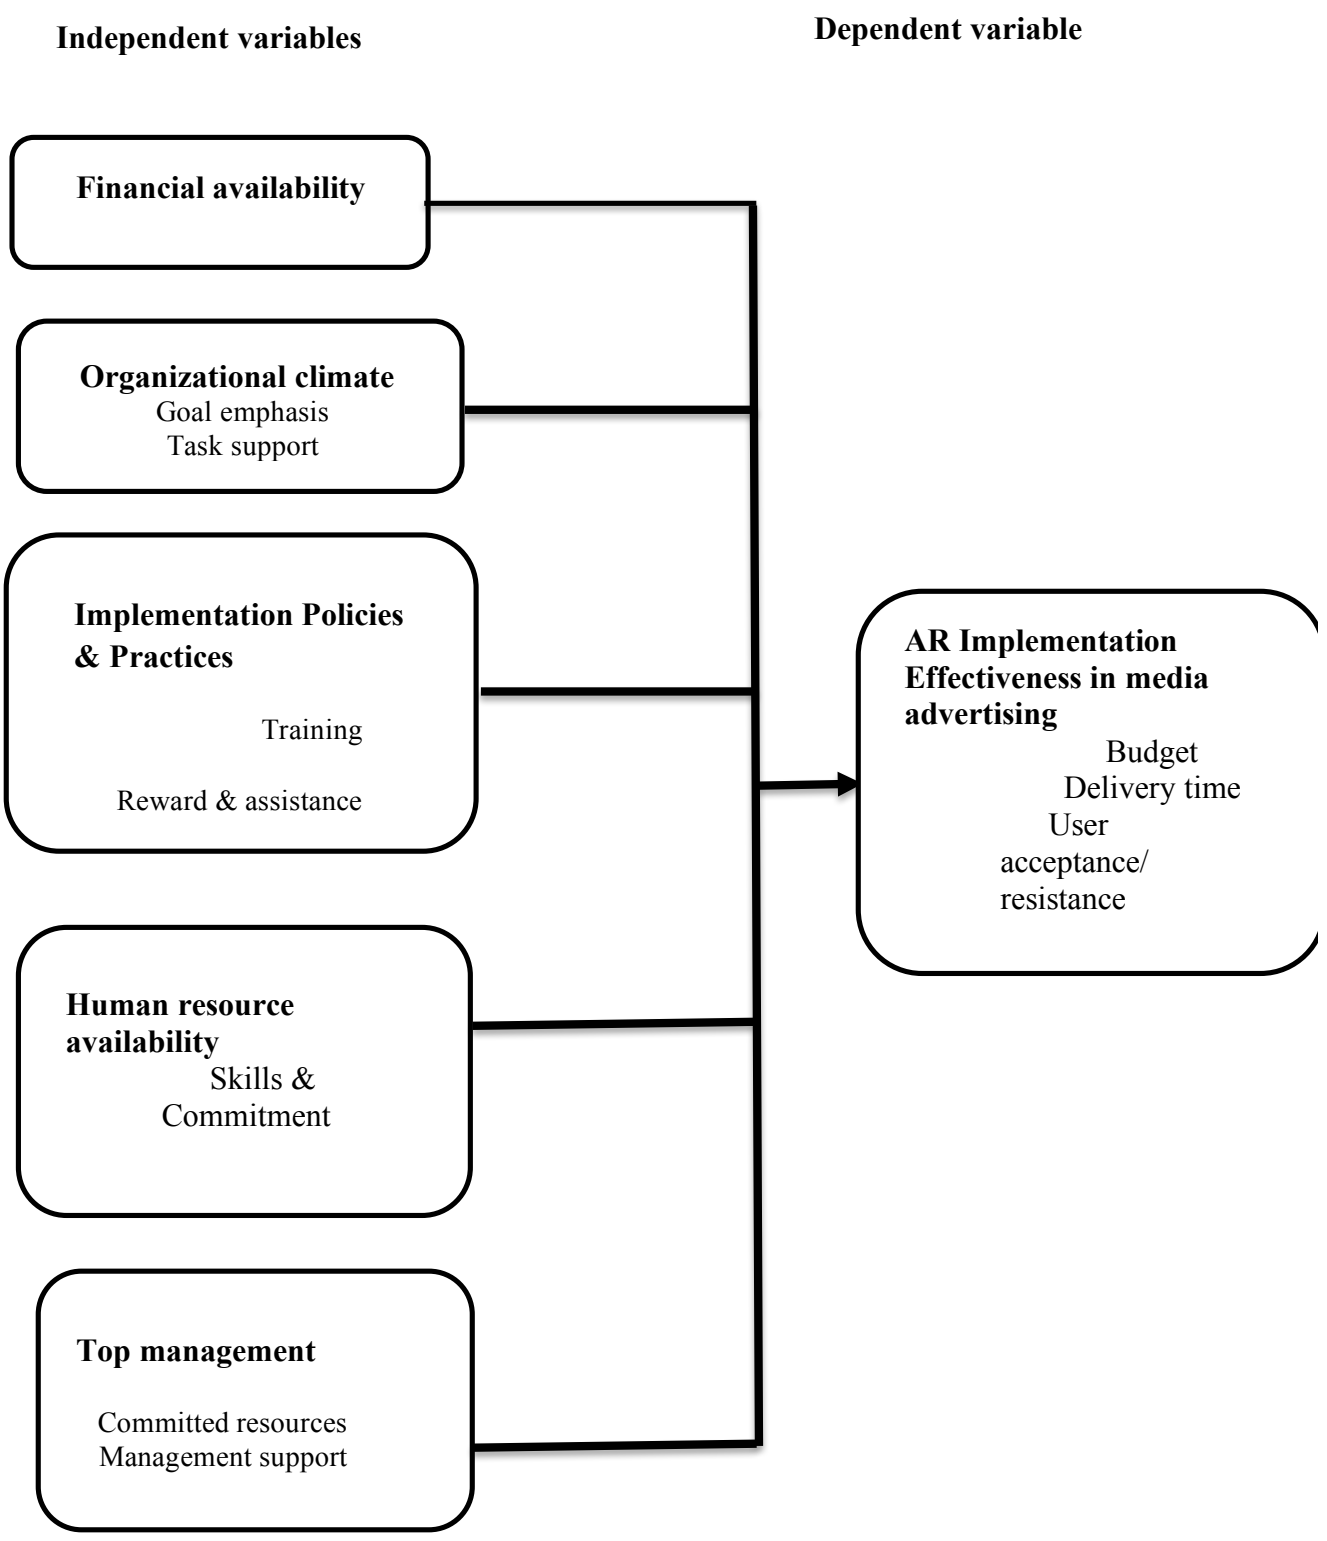 Independent variables
Dependent variable
Financial availability
Organizational climate
Goal emphasis
Task support
Implementation Policies
& Practices
Training
Reward & assistance
Human resource
availability
Skills &
Commitment
Top management
Committed resources
Management support
AR Implementation
Effectiveness in media
advertising
Budget
Delivery time
User
acceptance/
resistance